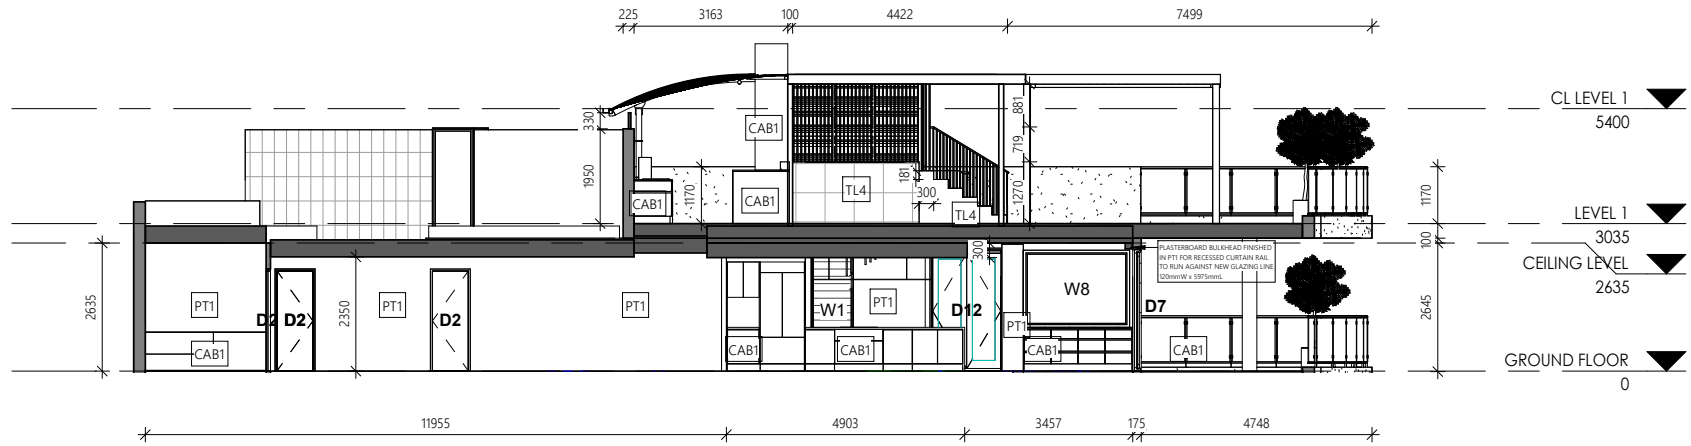 225 3163 100 4422 7499
CL LEVEL 1
5400
330
881
719
CAB1
1950
1170
181
TL4
300
1270
1170
CAB1
CAB1
TL4
LEVEL 1
3035
100
PLASTERBOARD BULKHEAD FINISHED
IN PT1 FOR RECESSED CURTAIN RAIL
TO RUN AGAINST NEW GLAZING LINE
120mmW x 5975mmL
CEILING LEVEL
2635
300
2635
2350
2645
PT1 PT1 PT1 PT1 W8
W1 D12 D7
D2 D2 D2 PT1
CAB1 CAB1 CAB1 CAB1 CAB1
GROUND FLOOR
0
11955 4903 3457 175 4748